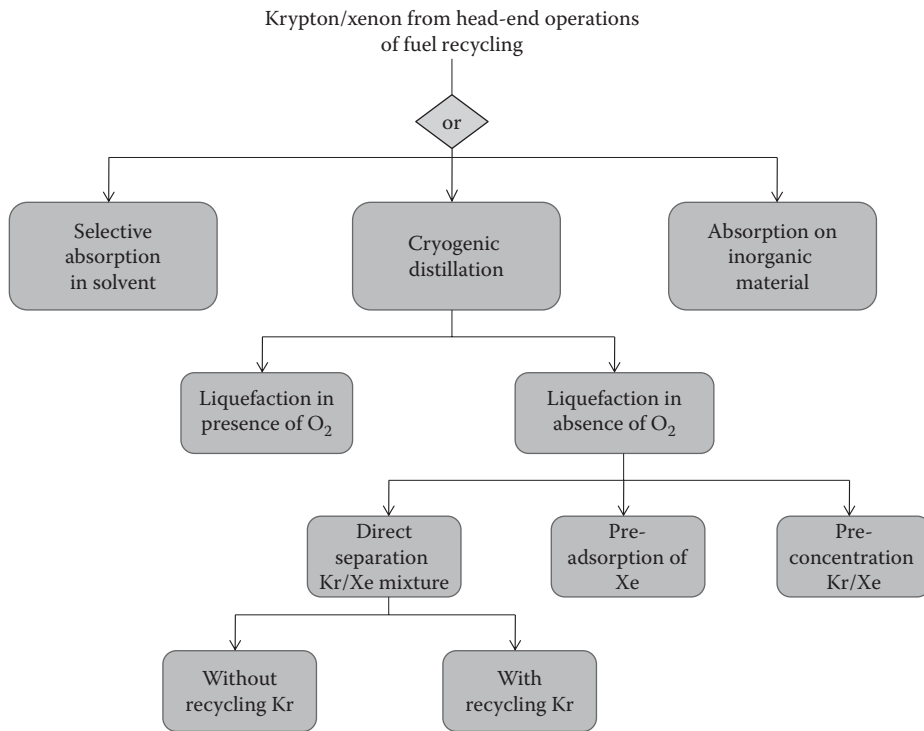 Krypton/xenon from head-end operations
of fuel recycling
or
Selective
absorption
in solvent
Cryogenic
distillation
Absorption on
inorganic
material
Liquefaction in
presence of O₂
Liquefaction in
absence of O₂
Direct
separation
Kr/Xe mixture
Pre-
adsorption of
Xe
Pre-
concentration
Kr/Xe
Without
recycling Kr
With
recycling Kr